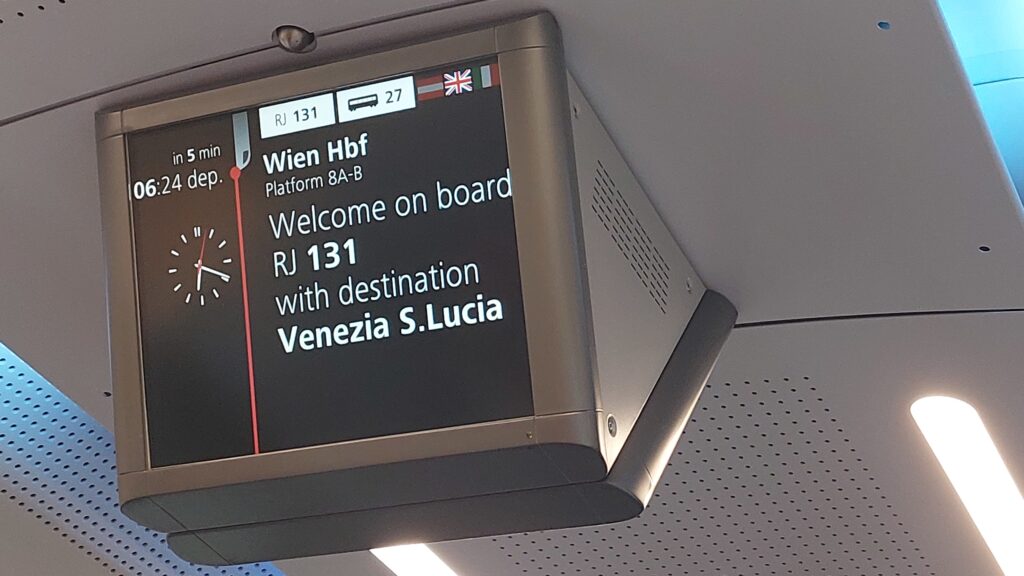 RJ 131
27
in 5 min
06:24 dep.
Wien Hbf
Platform 8A-B
Welcome on board
RJ 131
with destination
Venezia S.Lucia